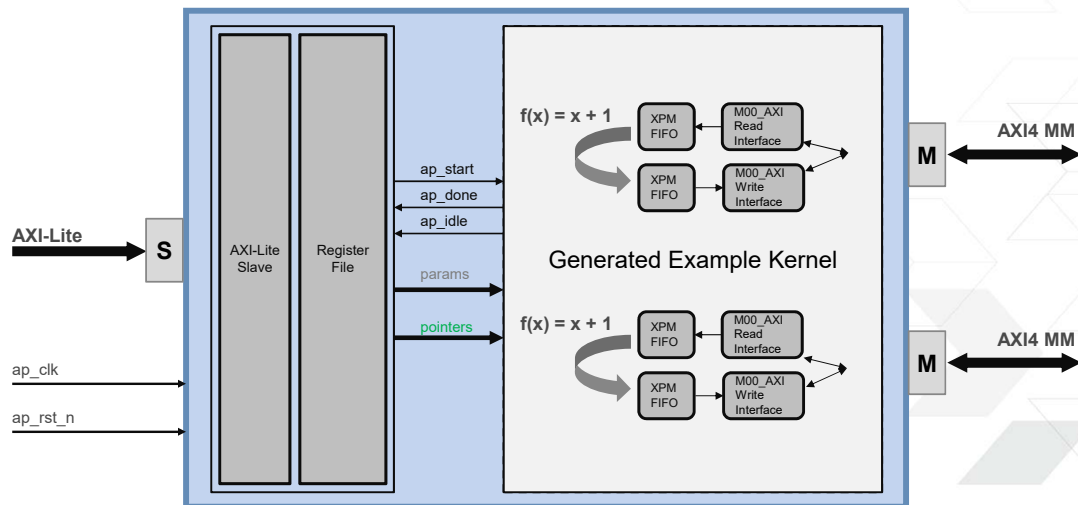 f(x) = x + 1
XPM
FIFO
M00_AXI
Read
Interface
XPM
FIFO
M00_AXI
Write
Interface
AXI4 MM
M
ap_start
ap_done
ap_idle
AXI-Lite
S
AXI-Lite
Slave
Register
File
params
pointers
Generated Example Kernel
f(x) = x + 1
XPM
FIFO
M00_AXI
Read
Interface
XPM
FIFO
M00_AXI
Write
Interface
AXI4 MM
M
ap_clk
ap_rst_n